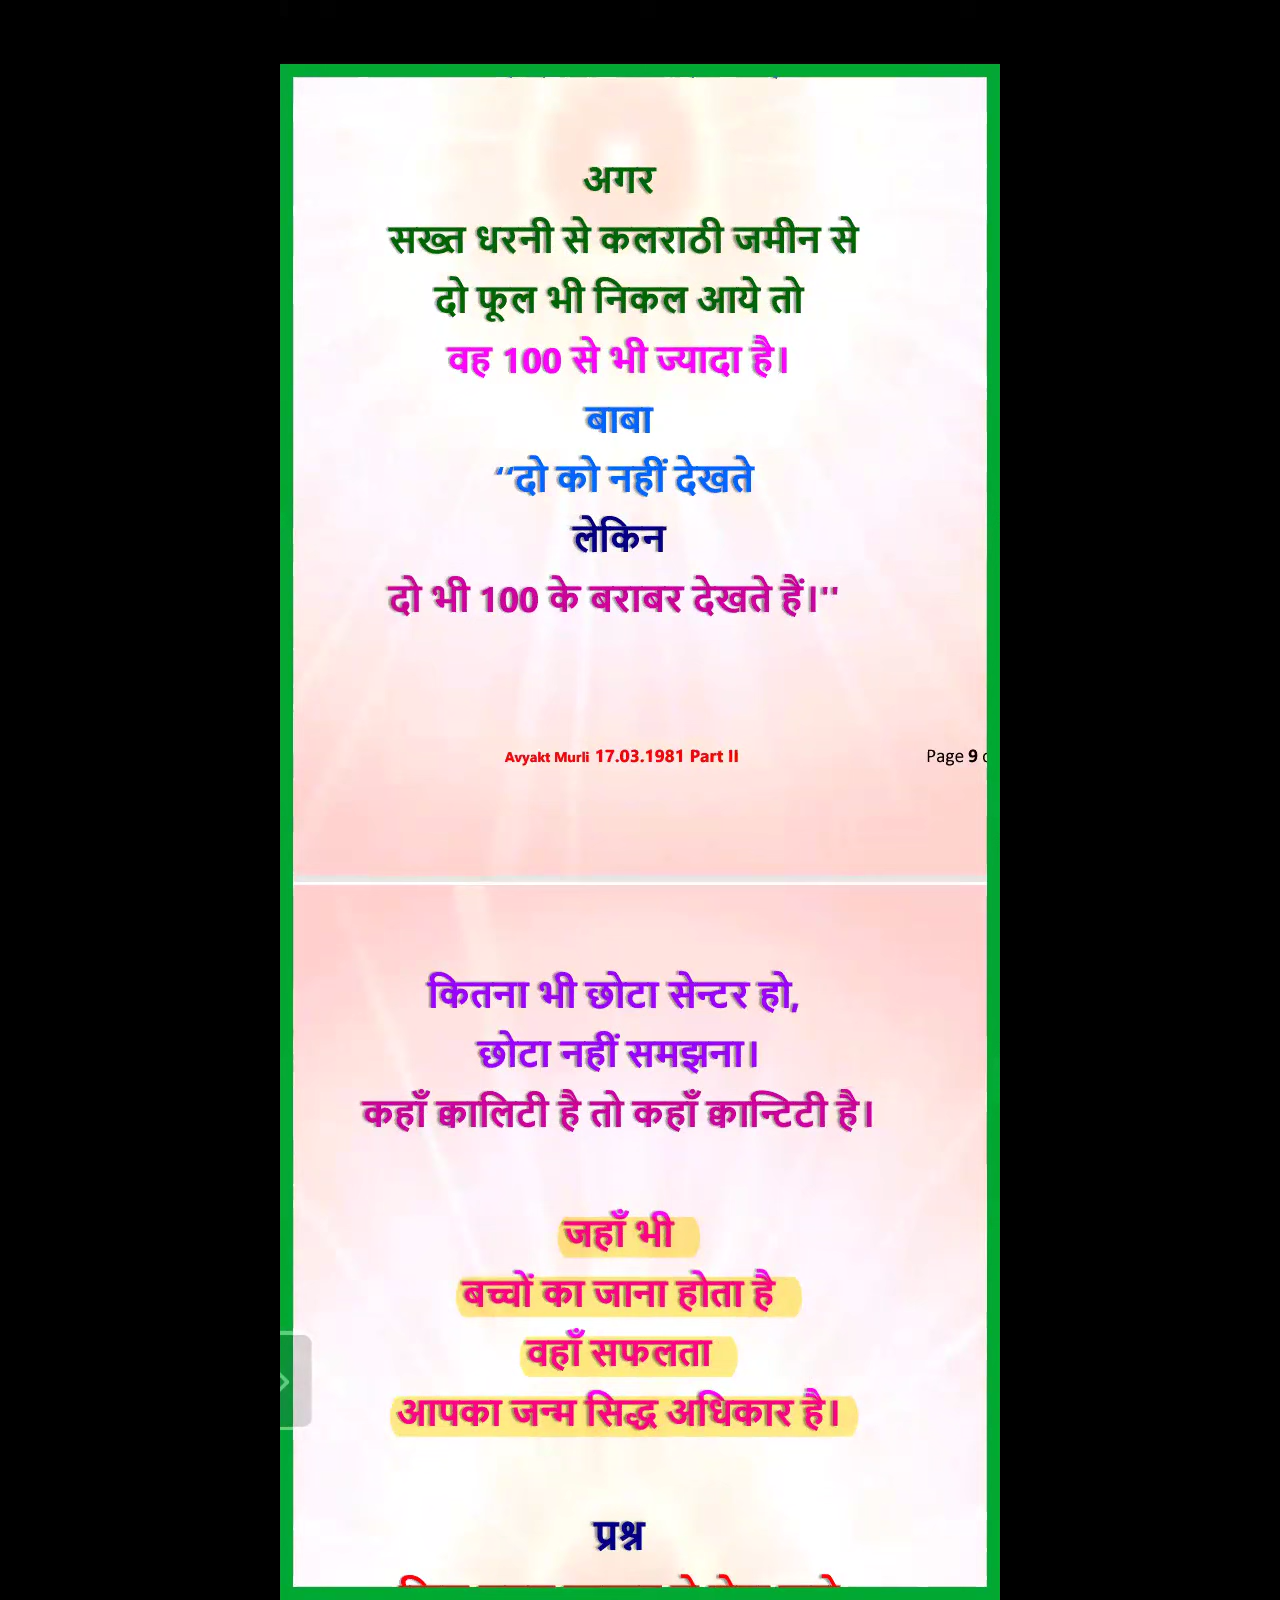 अगर
सख्त धरनी से कलराठी जमीन से
दो फूल भी निकल आये तो
वह 100 से भी ज्यादा है।
बाबा
‘‘दो को नहीं देखते
लेकिन
दो भी 100 के बराबर देखते हैं।''
Avyakt Murli 17.03.1981 Part II
Page 9
कितना भी छोटा सेन्टर हो,
छोटा नहीं समझना।
कहाँ क्वालिटी है तो कहाँ क्वान्टिटी है।
जहाँ भी
बच्चों का जाना होता है
वहाँ सफलता
आपका जन्म सिद्ध अधिकार है।
प्रश्न